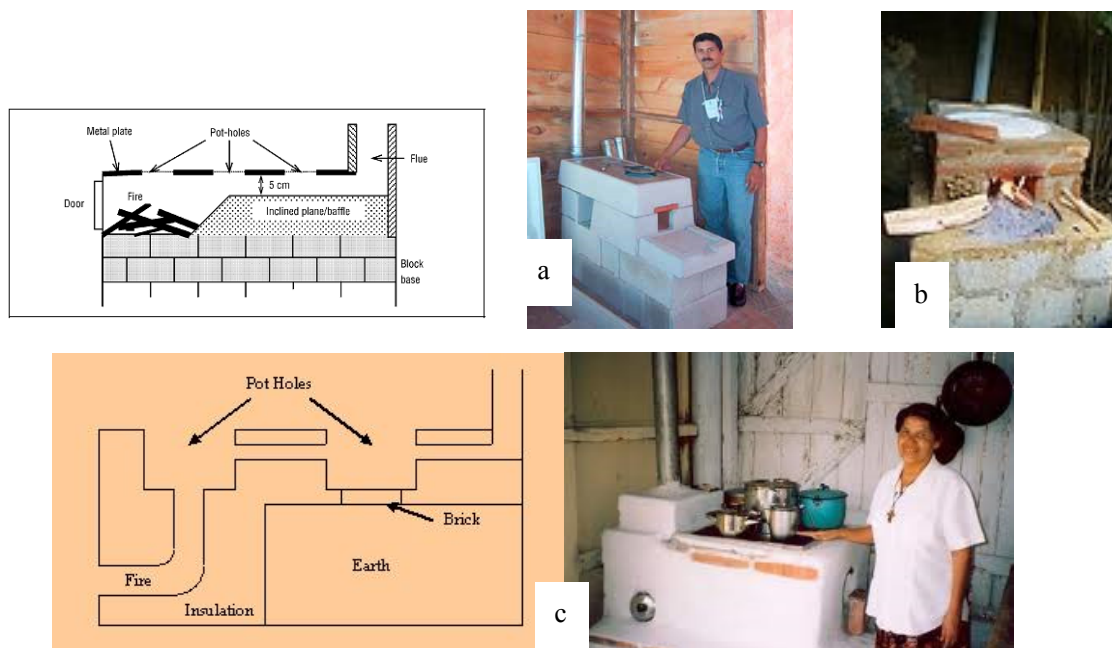 Metal plate
Pot-holes
Flue
5 cm
Door
Fire
Inclined plane/baffle
Block
base
a
b
Pot Holes
Brick
Earth
Fire
Insulation
c